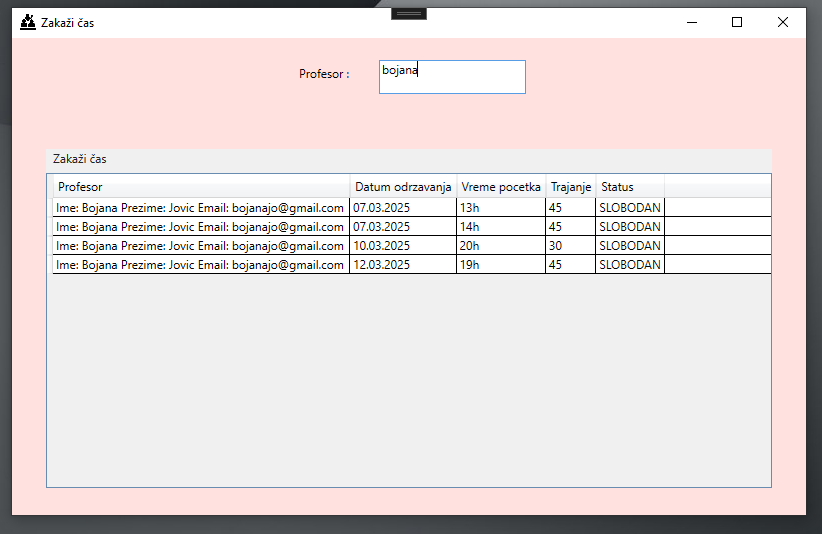 Zakaži čas
Profesor :
bojana
Zakaži čas
Profesor Datum odrzavanja Vreme pocetka Trajanje Status
Ime: Bojana Prezime: Jovic Email: bojanajo@gmail.com 07.03.2025 13h 45 SLOBODAN
Ime: Bojana Prezime: Jovic Email: bojanajo@gmail.com 07.03.2025 14h 45 SLOBODAN
Ime: Bojana Prezime: Jovic Email: bojanajo@gmail.com 10.03.2025 20h 30 SLOBODAN
Ime: Bojana Prezime: Jovic Email: bojanajo@gmail.com 12.03.2025 19h 45 SLOBODAN